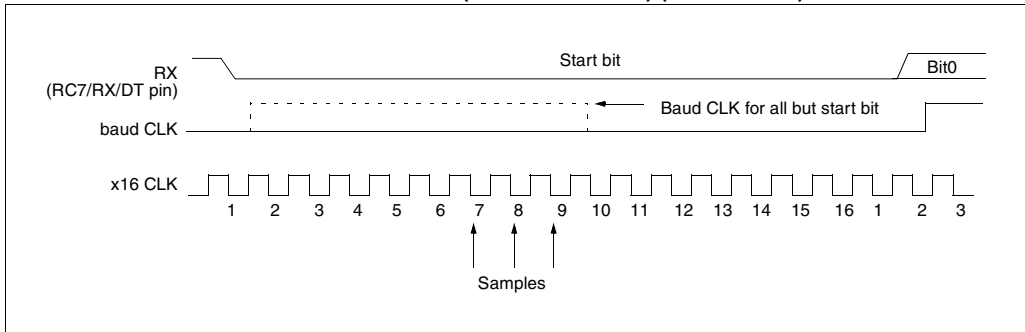 Start bit
RX
(RC7/RX/DT pin)
Bit0
Baud CLK for all but start bit
baud CLK
x16 CLK
1 2 3 4 5 6 7 8 9 10 11 12 13 14 15 16 1 2 3
Samples